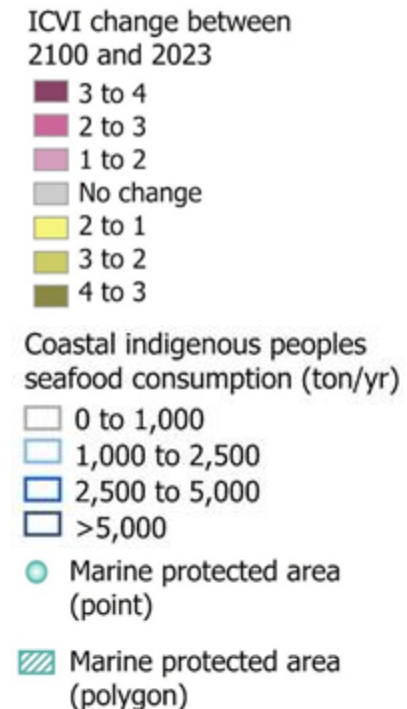 ICVI change between
2100 and 2023
3 to 4
2 to 3
1 to 2
No change
2 to 1
3 to 2
4 to 3
Coastal indigenous peoples
seafood consumption (ton/yr)
0 to 1,000
1,000 to 2,500
2,500 to 5,000
>5,000
Marine protected area
(point)
Marine protected area
(polygon)